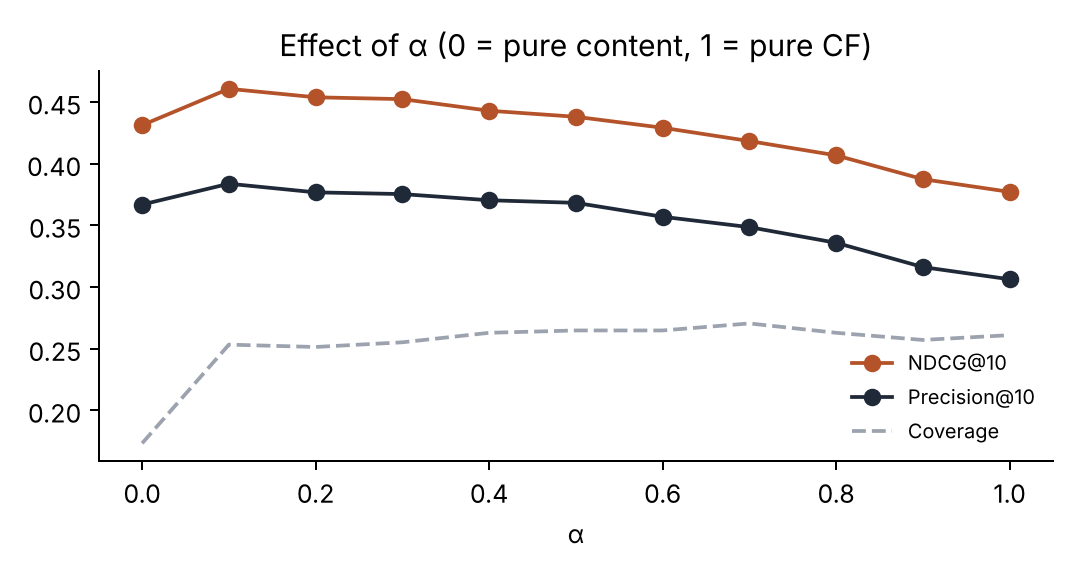 Effect of α (0 = pure content, 1 = pure CF)
0.45
0.40
0.35
0.30
0.25
0.20
NDCG@10
Precision@10
Coverage
0.0 0.2 0.4 0.6 0.8 1.0
α